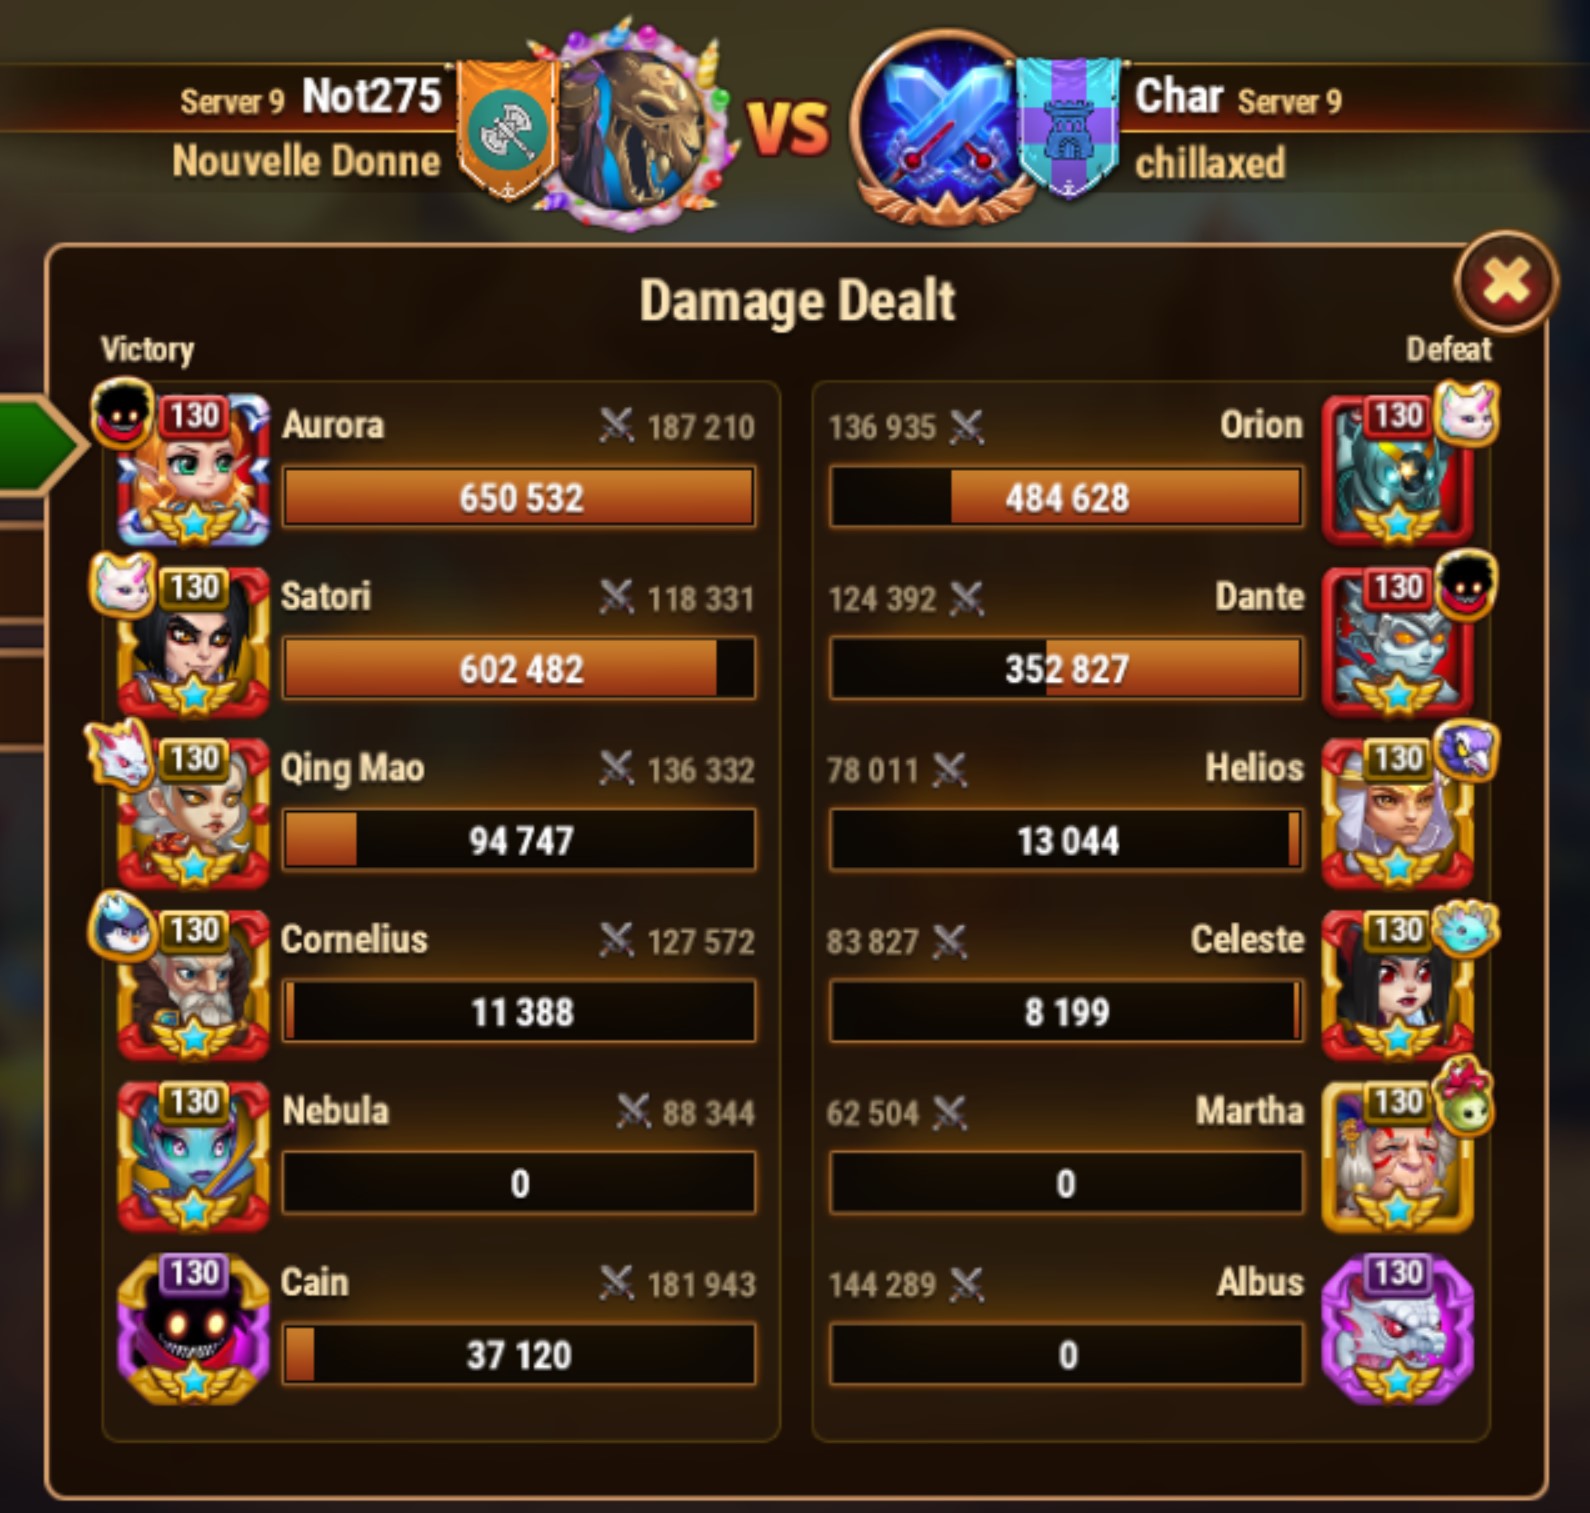 Server 9 Not275
Nouvelle Donne
VS
Char Server 9
chillaxed
Damage Dealt
Victory
Defeat
130 Aurora 187 210
650 532
130 Satori 118 331
602 482
130 Qing Mao 136 332
94 747
130 Cornelius 127 572
11 388
130 Nebula 88 344
0
130 Cain 181 943
37 120
136 935 Orion 130
484 628
124 392 Dante 130
352 827
78 011 Helios 130
13 044
83 827 Celeste 130
8 199
62 504 Martha 130
0
144 289 Albus 130
0